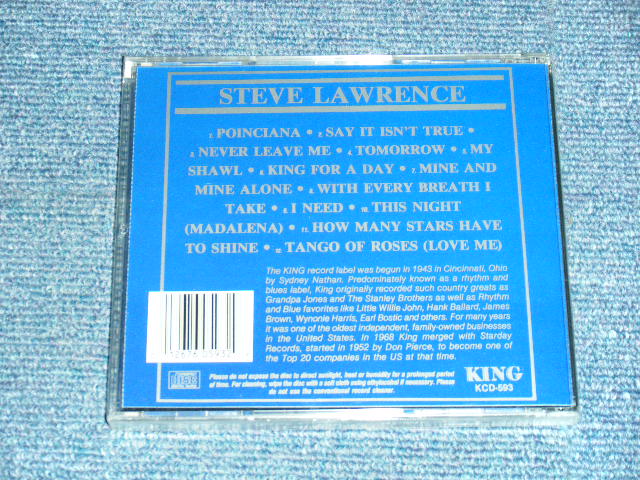 STEVE LAWRENCE
1. POINCIANA • 2. SAY IT ISN'T TRUE •
3. NEVER LEAVE ME • 4. TOMORROW • 5. MY
SHAWL • 6. KING FOR A DAY • 7. MINE AND
MINE ALONE • 8. WITH EVERY BREATH I
TAKE • 9. I NEED • 10. THIS NIGHT
(MADALENA) • 11. HOW MANY STARS HAVE
TO SHINE • 12. TANGO OF ROSES (LOVE ME)
The KING record label was begun in 1943 in Cincinnati, Ohio
by Sydney Nathan. Predominately known as a rhythm and
blues label, King originally recorded such country greats as
Grandpa Jones and The Stanley Brothers as well as Rhythm
and Blue favorites like Little Willie John, Hank Ballard, James
Brown, Wynonie Harris, Earl Bostic and others. For many years
it was one of the oldest independent, family-owned businesses
in the United States. In 1968 King merged with Starday
Records, started in 1952 by Don Pierce, to become one of
the Top 20 companies in the US at that time.
Please do not expose the disc to direct sunlight, heat or humidity for a prolonged period
of time. For cleaning, wipe the disc with a soft cloth using ethylalcohol if necessary. Please
do not use the conventional record cleaner.
KING
KCD-593